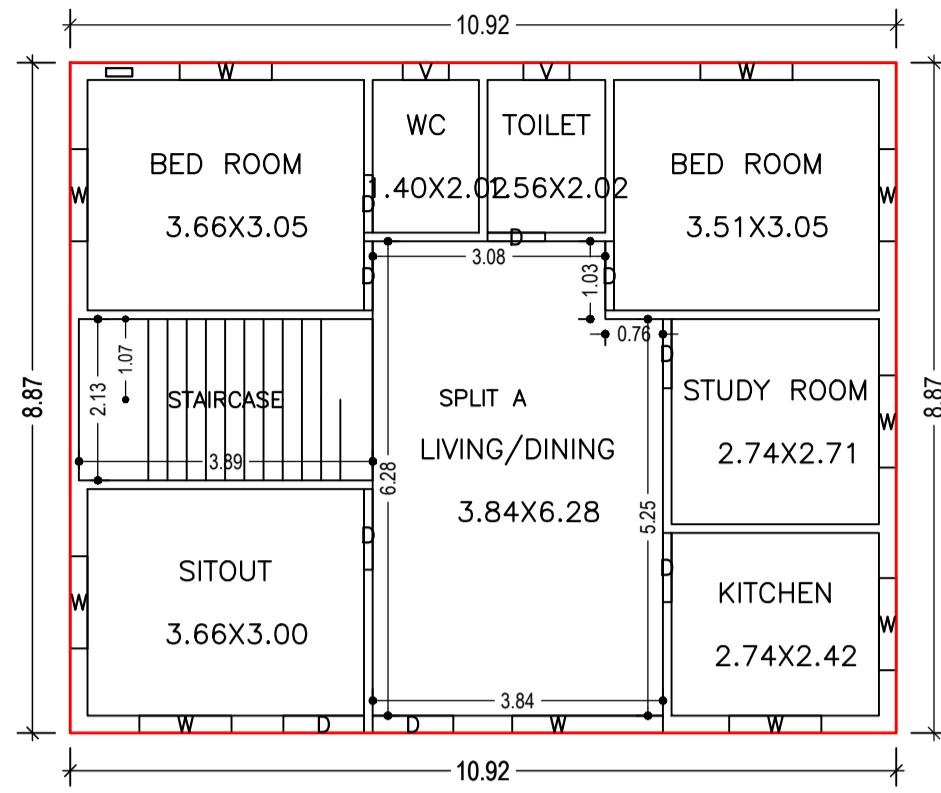 10.92
W
V
V
W
WC
TOILET
BED ROOM
BED ROOM
W
1.40X2.02
2.56X2.02
W
3.66X3.05
D
3.51X3.05
D
3.08
D
1.03
D
0.76
8.87
2.13
1.07
D
8.87
STAIRCASE
SPLIT A
STUDY ROOM
W
LIVING/DINING
2.74X2.71
3.89
6.28
3.84X6.28
5.25
D
D
SITOUT
KITCHEN
W
W
3.66X3.00
2.74X2.42
3.84
W
D
D
W
W
10.92